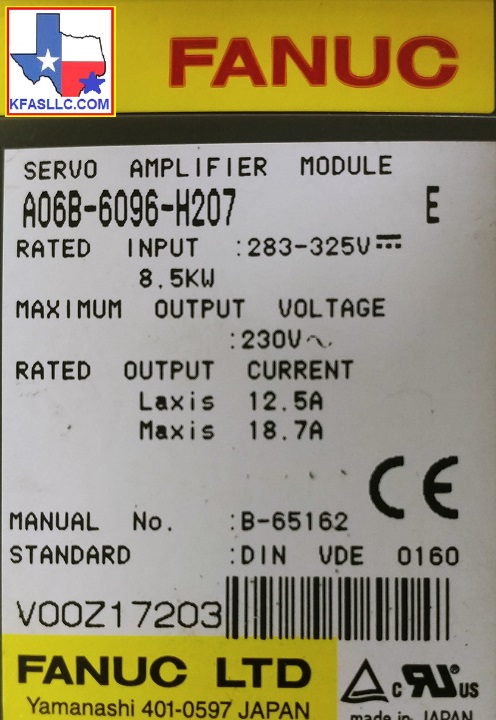 KFASLLC.COM
FANUC
SERVO AMPLIFIER MODULE
A06B-6096-H207 E
RATED INPUT :283-325V⎓
8.5KW
MAXIMUM OUTPUT VOLTAGE
:230V~
RATED OUTPUT CURRENT
Laxis 12.5A
Maxis 18.7A
CE
MANUAL No. :B-65162
STANDARD :DIN VDE 0160
V00Z17203
FANUC LTD
Yamanashi 401-0597 JAPAN
c RU us
made in JAPAN